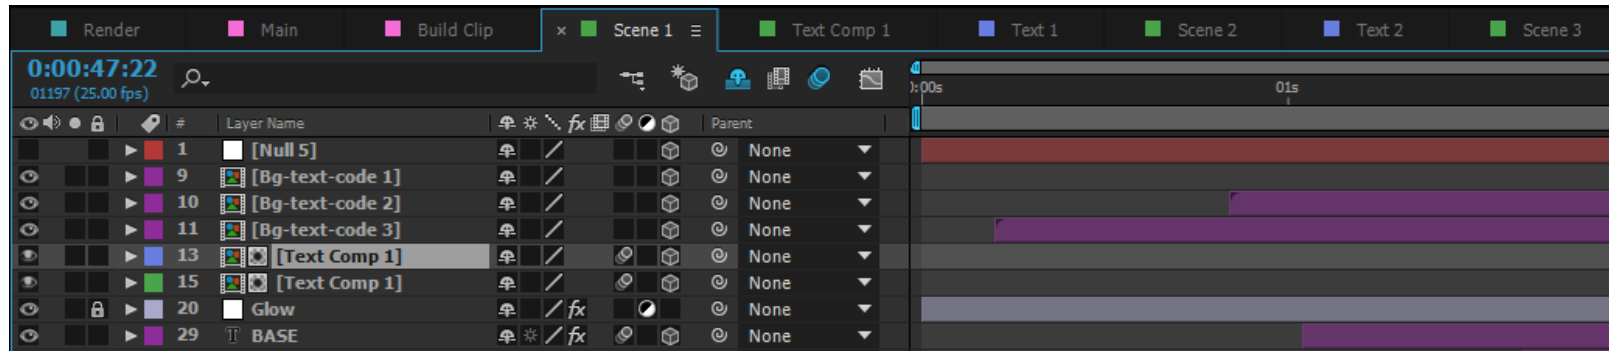 Render Main Build Clip × Scene 1 ≡ Text Comp 1 Text 1 Scene 2 Text 2 Scene 3
0:00:47:22
01197 (25.00 fps)
):00s 01s
# Layer Name fx Parent
1 [Null 5] None
9 [Bg-text-code 1] None
10 [Bg-text-code 2] None
11 [Bg-text-code 3] None
13 [Text Comp 1] None
15 [Text Comp 1] None
20 Glow fx None
29 T BASE fx None